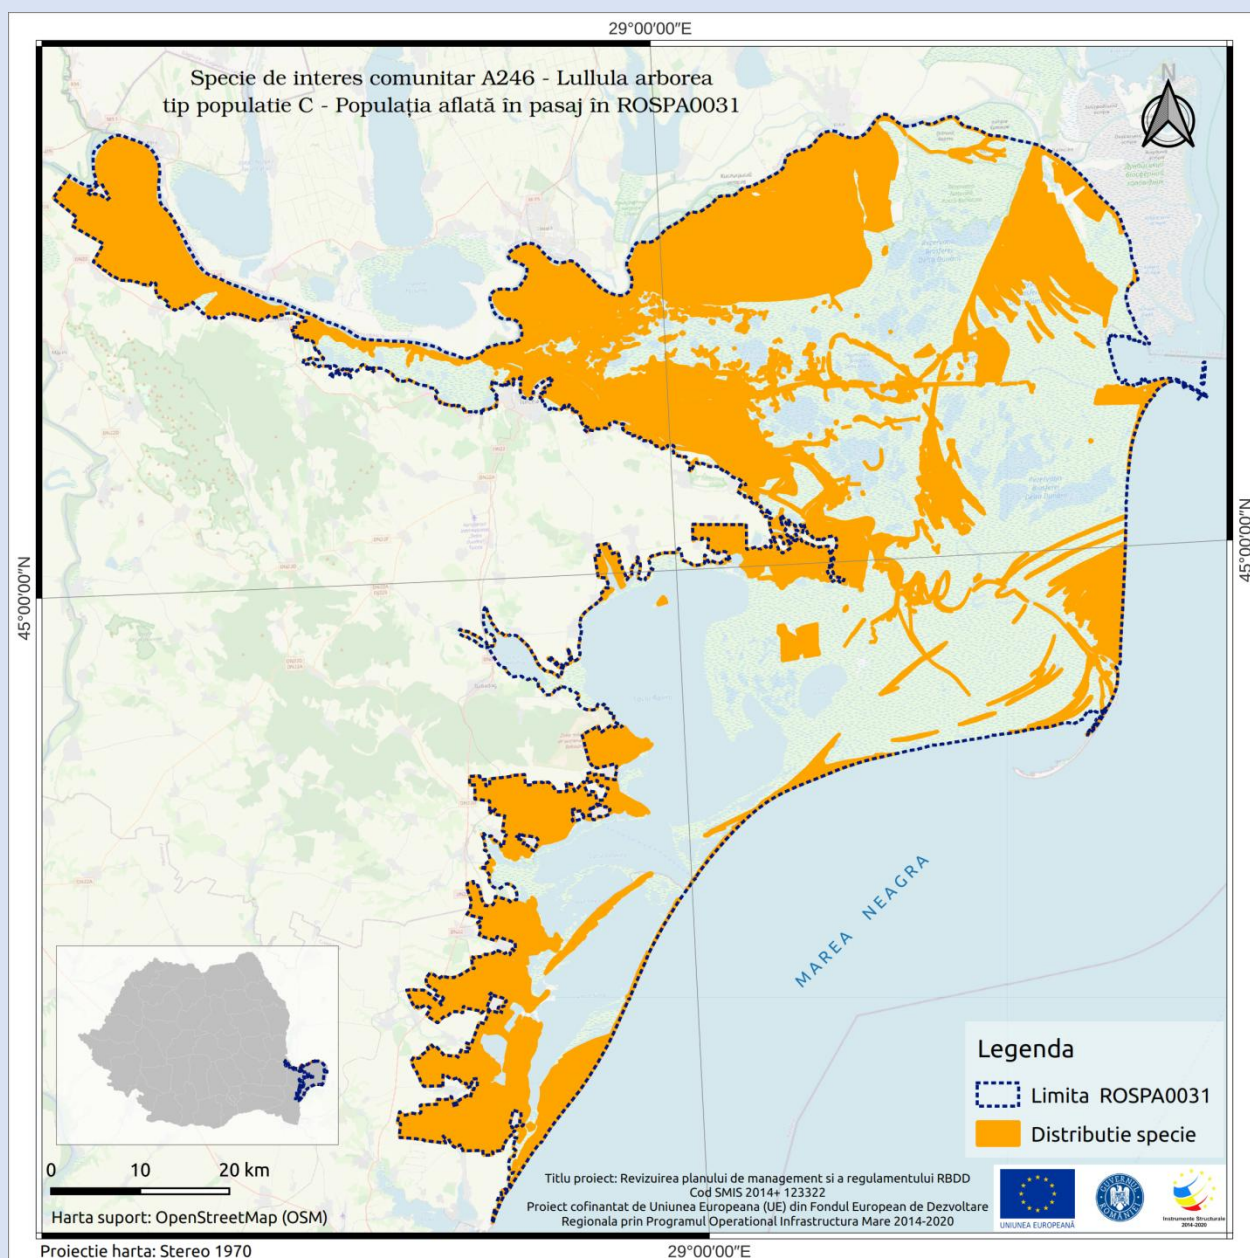 29°00′00″E
Specie de interes comunitar A246 - Lullula arborea
tip populatie C - Populația aflată în pasaj în ROSPA0031
N
45°00′00″N
45°00′00″N
MAREA NEAGRA
Legenda
Limita ROSPA0031
Distributie specie
0 10 20 km
Harta suport: OpenStreetMap (OSM)
Titlu proiect: Revizuirea planului de management si a regulamentului RBDD
Cod SMIS 2014+ 123322
Proiect cofinantat de Uniunea Europeana (UE) din Fondul European de Dezvoltare
Regionala prin Programul Operational Infrastructura Mare 2014-2020
UNIUNEA EUROPEANĂ
GUVERNUL ROMÂNIEI
Instrumente Structurale
2014-2020
Proiectie harta: Stereo 1970
29°00′00″E